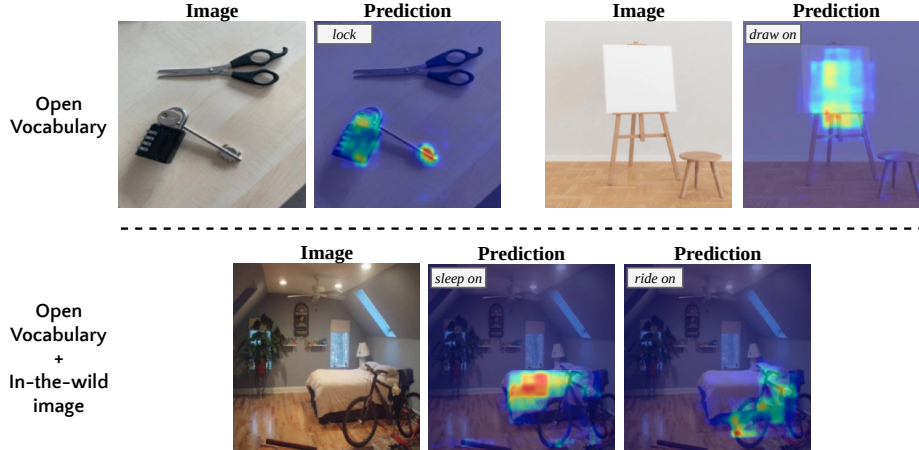 Image
Prediction
Image
Prediction
lock
draw on
Open
Vocabulary
Image
Prediction
Prediction
sleep on
ride on
Open
Vocabulary
+
In-the-wild
image